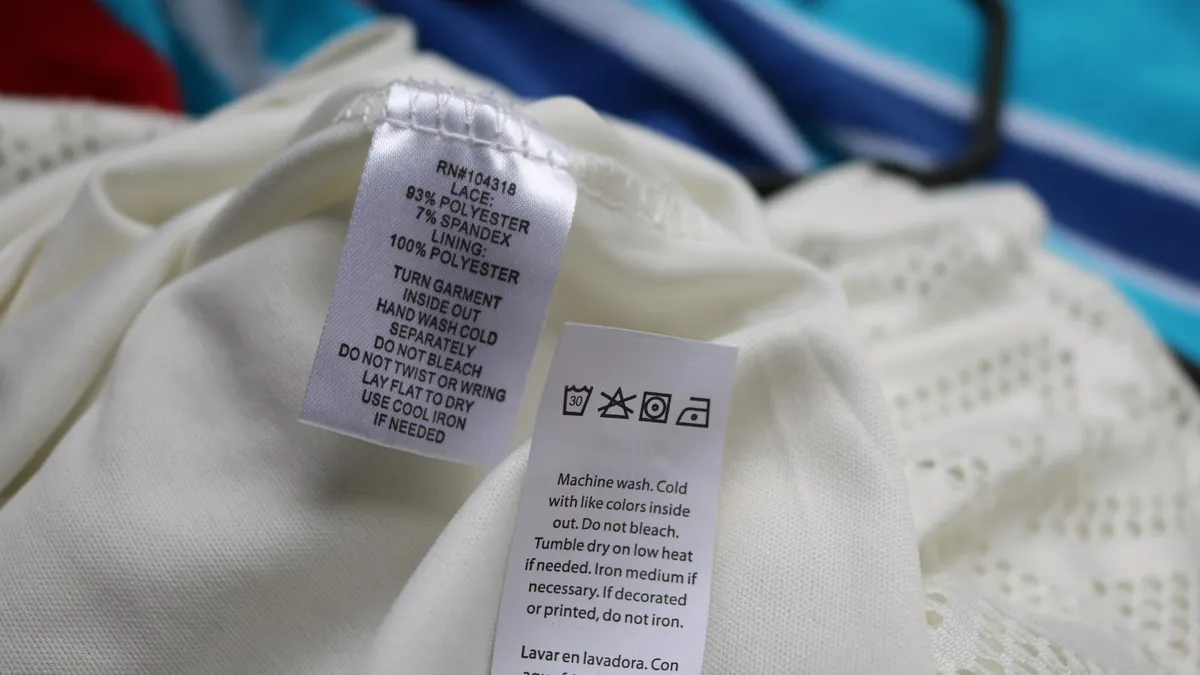 RN#104318
LACE:
93% POLYESTER
7% SPANDEX
LINING:
100% POLYESTER
TURN GARMENT
INSIDE OUT
HAND WASH COLD
SEPARATELY
DO NOT BLEACH
DO NOT TWIST OR WRING
LAY FLAT TO DRY
USE COOL IRON
IF NEEDED
30
Machine wash. Cold
with like colors inside
out. Do not bleach.
Tumble dry on low heat
if needed. Iron medium if
necessary. If decorated
or printed, do not iron.
Lavar en lavadora. Con